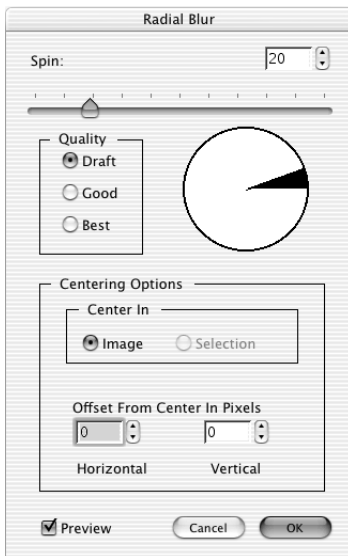 Radial Blur
Spin: 20
Quality
Draft
Good
Best
Centering Options
Center In
Image Selection
Offset From Center In Pixels
0 0
Horizontal Vertical
Preview Cancel OK